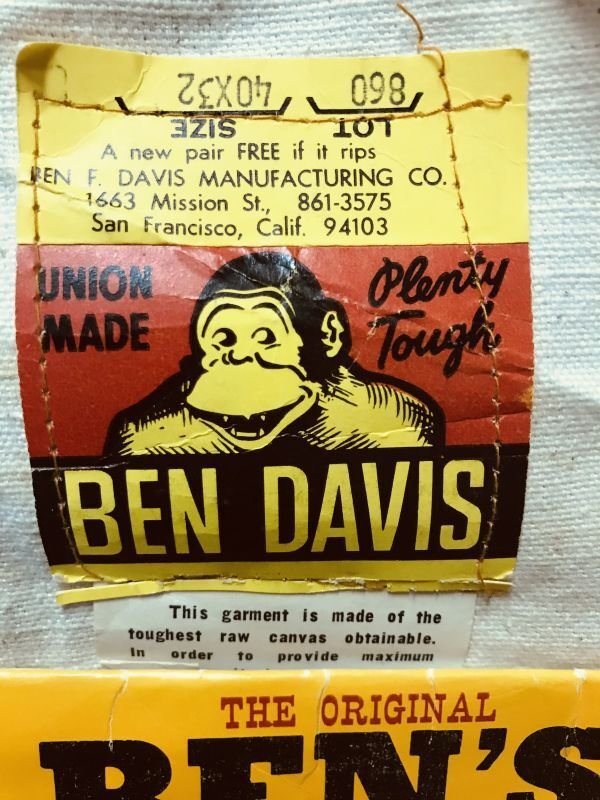 40X32 860
SIZE LOT
A new pair FREE if it rips
BEN F. DAVIS MANUFACTURING CO.
1663 Mission St., 861-3575
San Francisco, Calif. 94103
UNION MADE
Plenty Tough
BEN DAVIS
This garment is made of the
toughest raw canvas obtainable.
In order to provide maximum
THE ORIGINAL
BEN'S